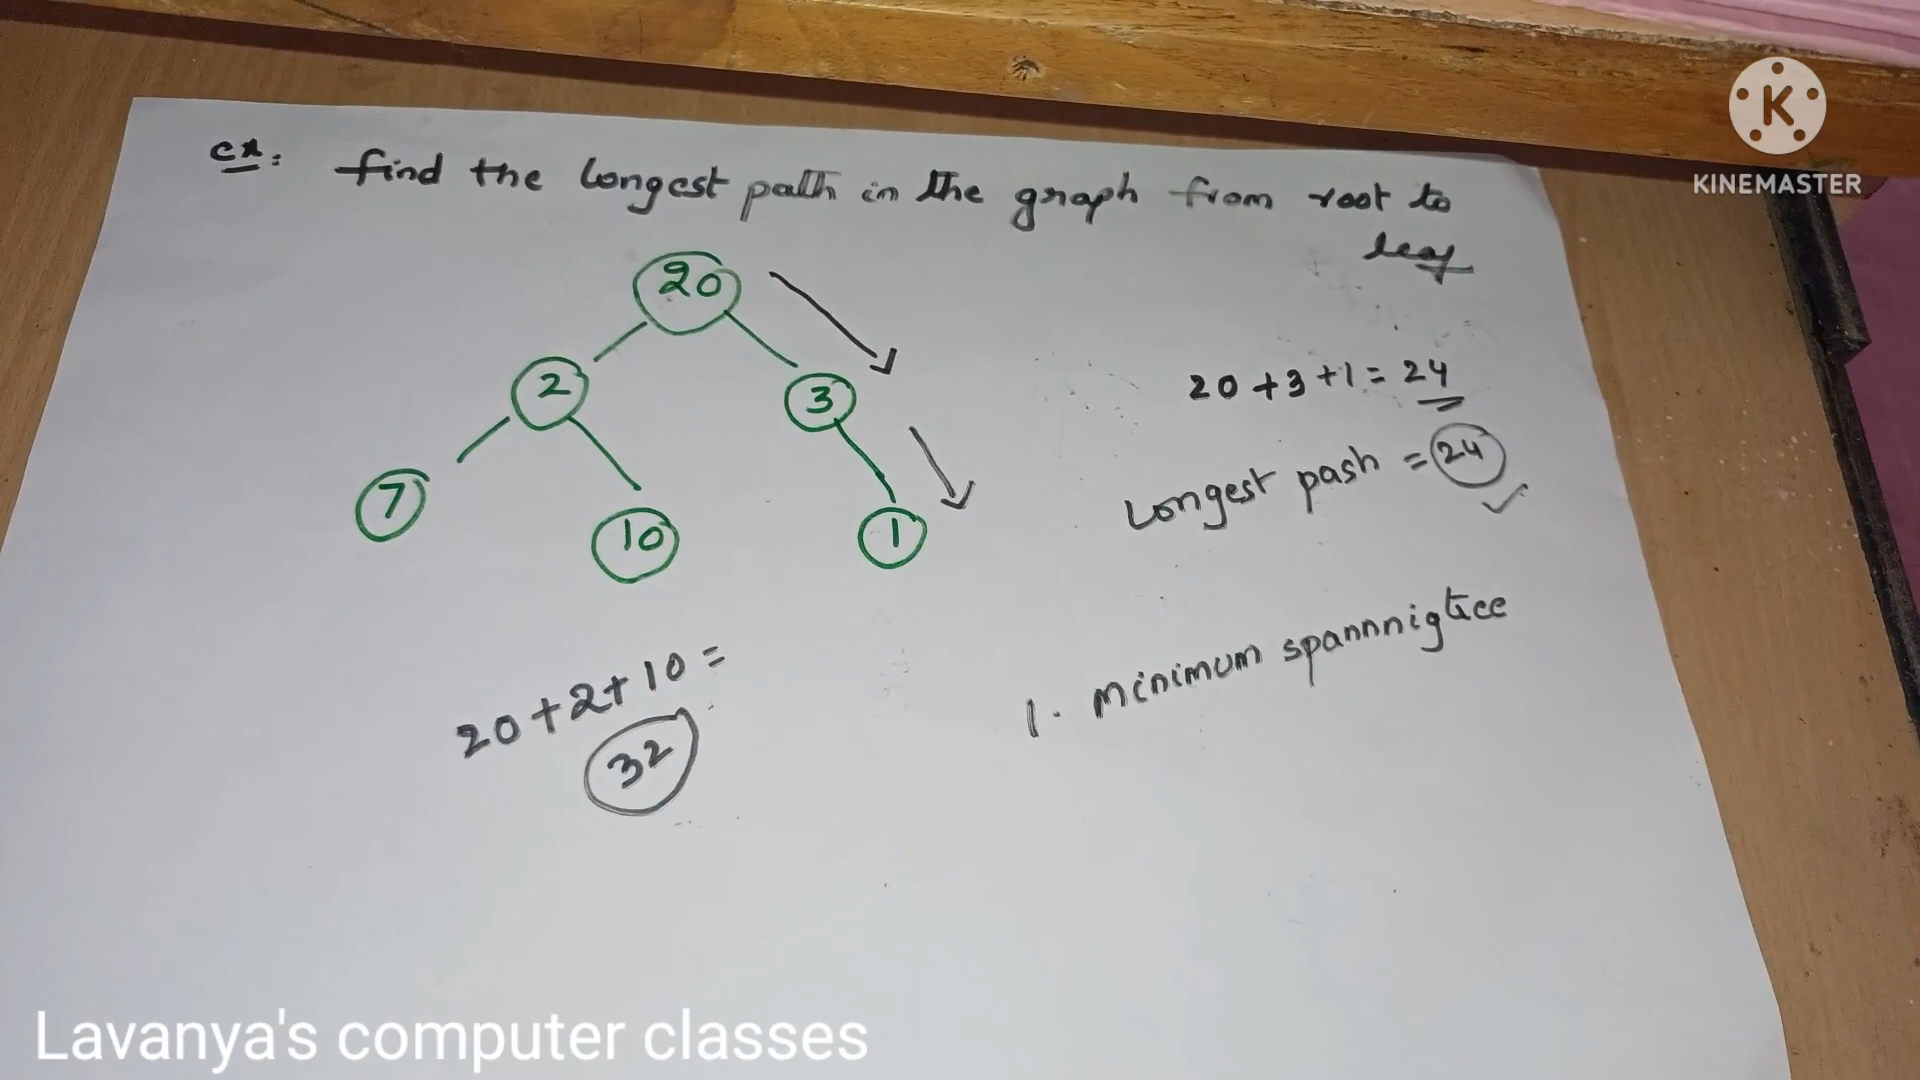 ex: find the longest path in the graph from root to
leaf
20
2
3
7
10
1
20 + 3 + 1 = 24
Longest path = 24
20 + 2 + 10 =
32
1. minimum spannnigtree
K
KINEMASTER
Lavanya's computer classes